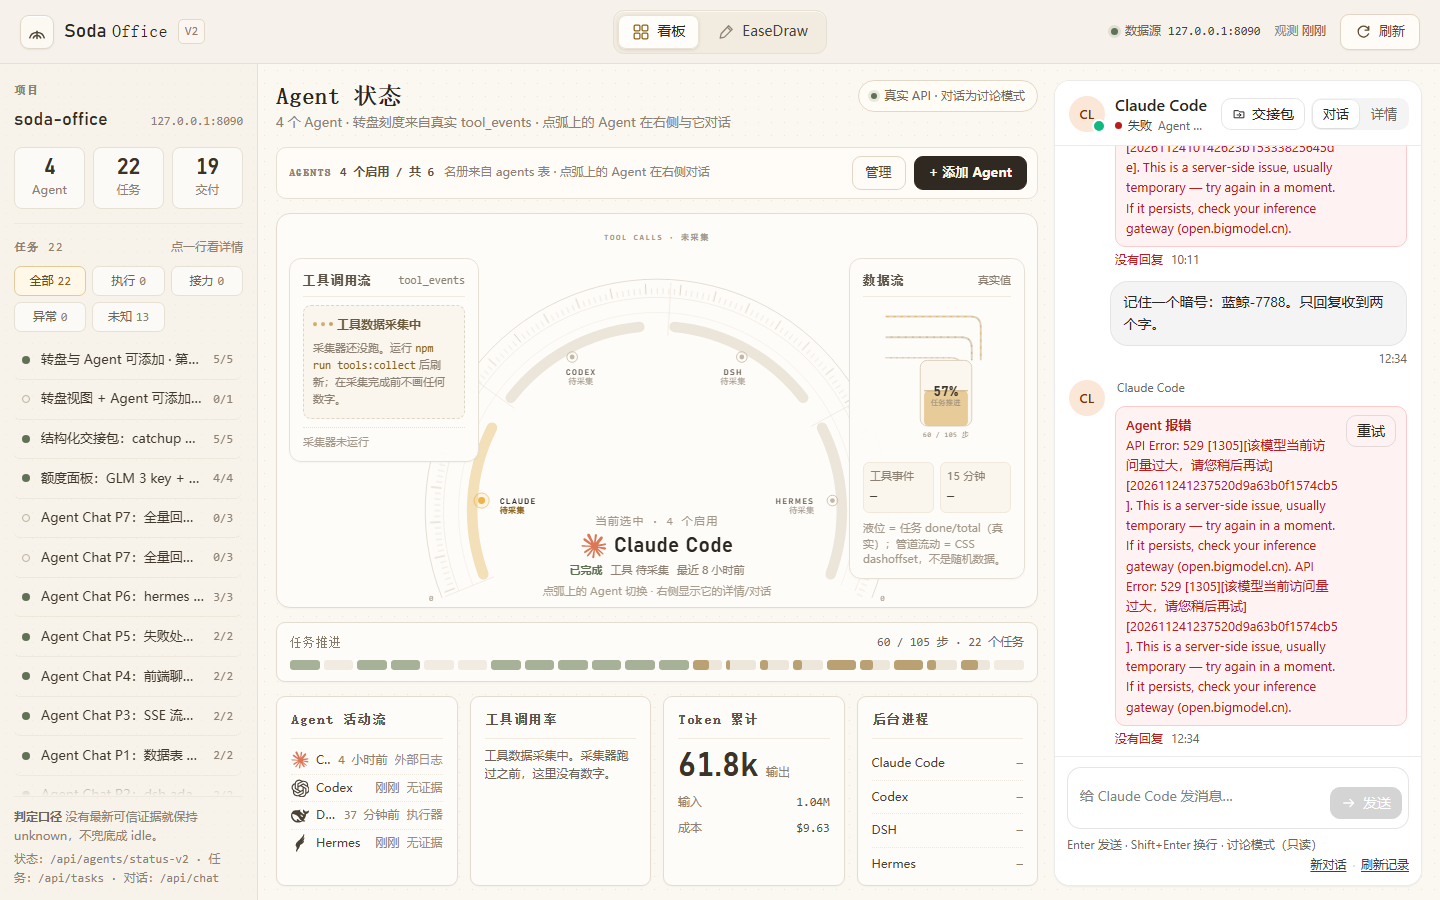 Soda Office V2
看板
EaseDraw
数据源 127.0.0.1:8090 观测 刚刚
刷新
项目
soda-office 127.0.0.1:8090
4 Agent
22 任务
19 交付
任务 22 点一行看详情
全部 22 执行 0 接力 0
异常 0 未知 13
转盘与 Agent 可添加 · 第... 5/5
转盘视图 + Agent 可添加... 0/1
结构化交接包：catchup ... 5/5
额度面板：GLM 3 key + ... 4/4
Agent Chat P7：全量回... 0/3
Agent Chat P7：全量回... 0/3
Agent Chat P6：hermes ... 3/3
Agent Chat P5：失败处... 2/2
Agent Chat P4：前端聊... 2/2
Agent Chat P3：SSE 流... 2/2
Agent Chat P1：数据表 ... 2/2
判定口径 没有最新可信证据就保持
unknown，不兜底成 idle。
状态：/api/agents/status-v2 · 任
务：/api/tasks · 对话：/api/chat
Agent 状态
4 个 Agent · 转盘刻度来自真实 tool_events · 点弧上的 Agent 在右侧与它对话
真实 API · 对话为讨论模式
AGENTS 4 个启用 / 共 6 名册来自 agents 表 · 点弧上的 Agent 在右侧对话
管理
+ 添加 Agent
TOOL CALLS · 未采集
工具调用流 tool_events
工具数据采集中
采集器还没跑。运行 npm
run tools:collect 后刷
新；在采集完成前不画任何
数字。
采集器未运行
CODEX
待采集
DSH
待采集
CLAUDE
待采集
HERMES
待采集
0
0
当前选中 · 4 个启用
Claude Code
已完成 工具 待采集 最近 8 小时前
点弧上的 Agent 切换 · 右侧显示它的详情/对话
数据流 真实值
57%
任务推进
60 / 105 步
工具事件
—
15 分钟
—
液位 = 任务 done/total（真
实）；管道流动 = CSS
dashoffset，不是随机数据。
任务推进 60 / 105 步 · 22 个任务
Agent 活动流
C.. 4 小时前 外部日志
Codex 刚刚 无证据
D... 37 分钟前 执行器
Hermes 刚刚 无证据
工具调用率
工具数据采集中。采集器跑
过之前，这里没有数字。
Token 累计
61.8k 输出
输入 1.04M
成本 $9.63
后台进程
Claude Code —
Codex —
DSH —
Hermes —
CL
Claude Code
失败 Agent ...
交接包
对话
详情
e]. This is a server-side issue, usually
temporary — try again in a moment.
If it persists, check your inference
gateway (open.bigmodel.cn).
没有回复 10:11
记住一个暗号：蓝鲸-7788。只回复收到两
个字。
12:34
Claude Code
CL
Agent 报错
重试
API Error: 529 [1305][该模型当前访
问量过大，请您稍后再试]
[202611241237520d9a63b0f1574cb5
]. This is a server-side issue, usually
temporary — try again in a moment.
If it persists, check your inference
gateway (open.bigmodel.cn). API
Error: 529 [1305][该模型当前访问量
过大，请您稍后再试]
[202611241237520d9a63b0f1574cb5
]. This is a server-side issue, usually
temporary — try again in a moment.
If it persists, check your inference
gateway (open.bigmodel.cn).
没有回复 12:34
给 Claude Code 发消息...
发送
Enter 发送 · Shift+Enter 换行 · 讨论模式（只读）
新对话 · 刷新记录